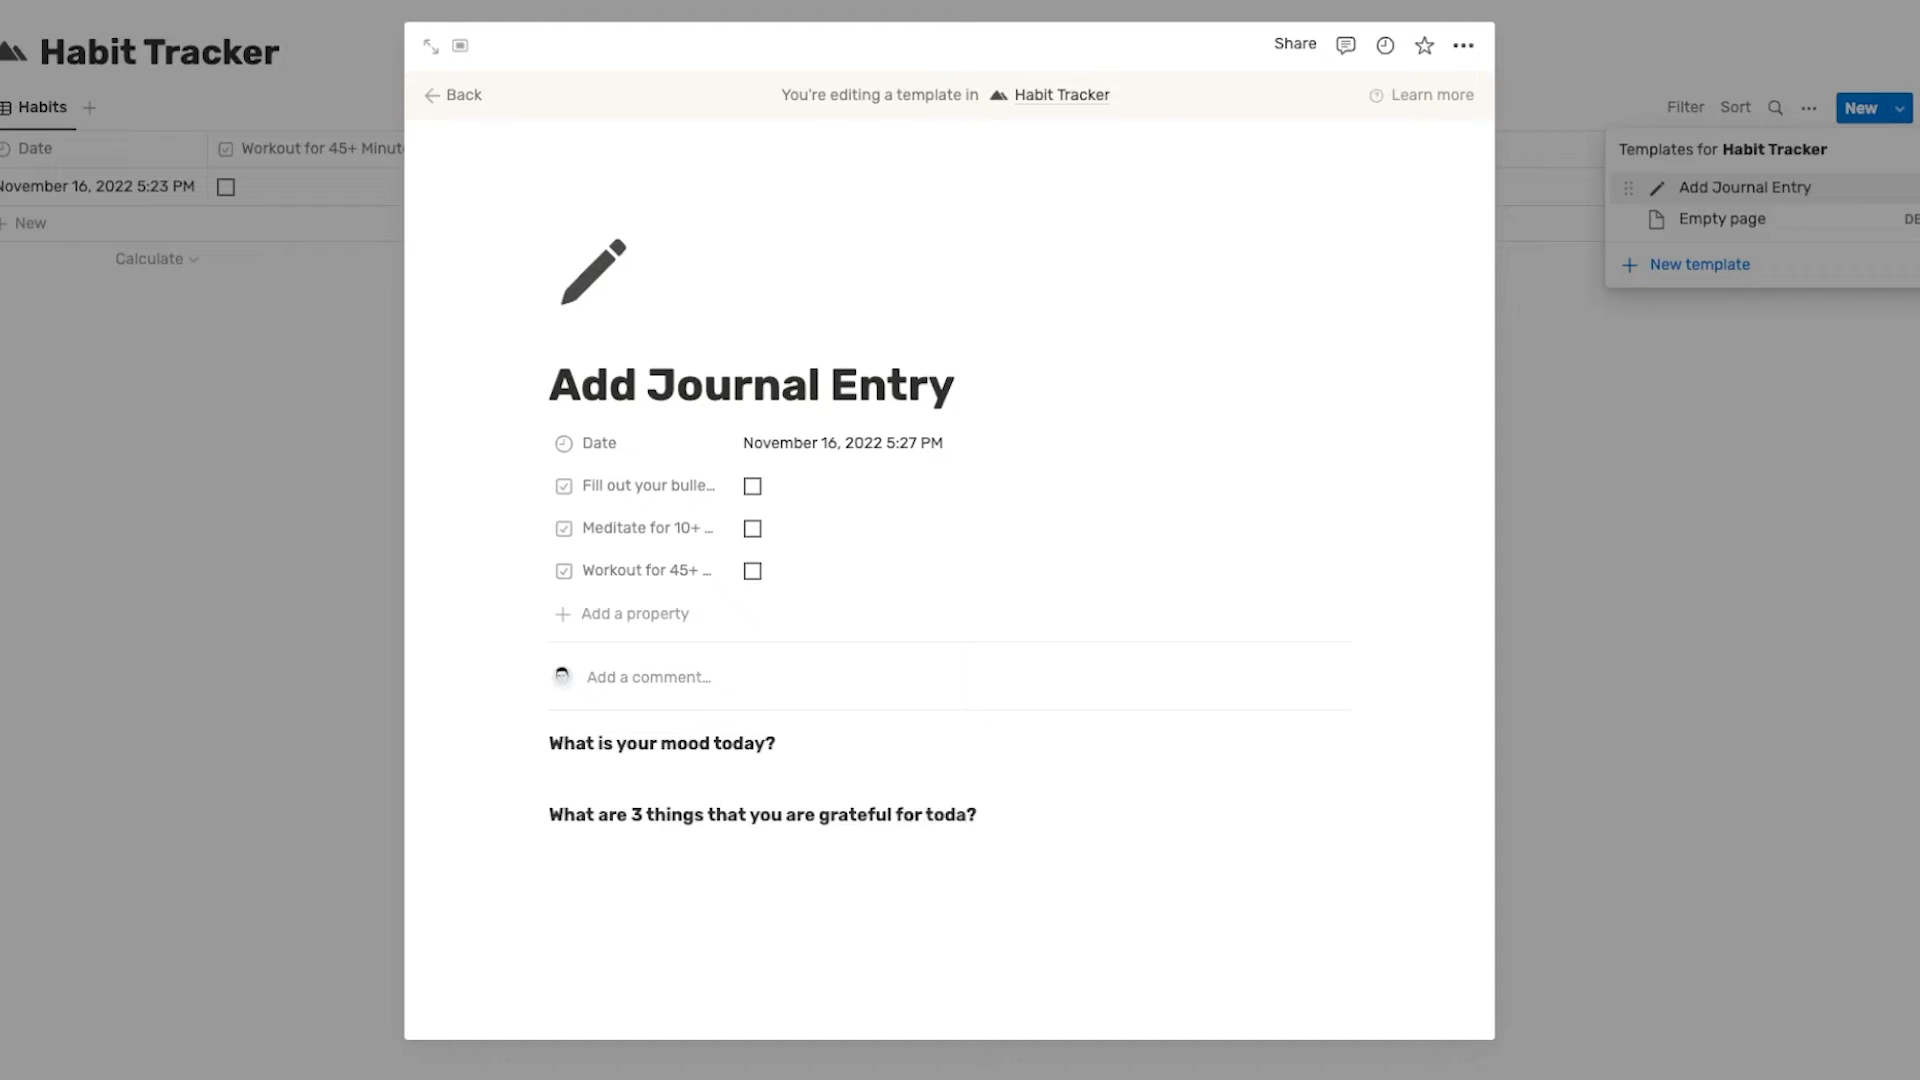 Habit Tracker
Habits
Date
Workout for 45+ Minut
November 16, 2022 5:23 PM
New
Calculate
Share
Back
You're editing a template in Habit Tracker
Learn more
Add Journal Entry
Date November 16, 2022 5:27 PM
Fill out your bulle...
Meditate for 10+ ...
Workout for 45+ ...
Add a property
Add a comment...
What is your mood today?
What are 3 things that you are grateful for toda?
Filter Sort New
Templates for Habit Tracker
Add Journal Entry
Empty page DE
New template